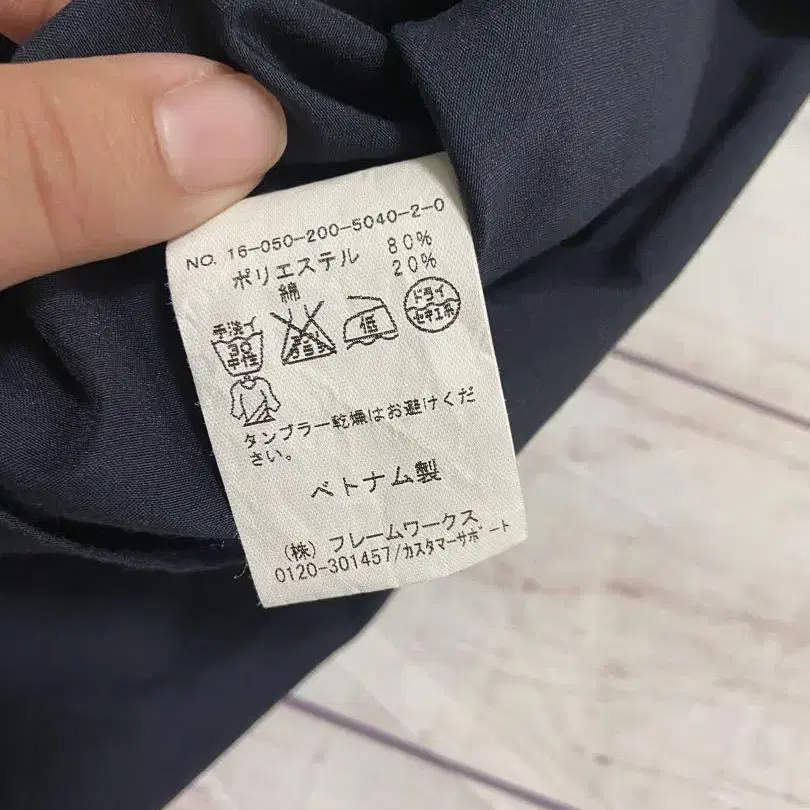 NO. 16-050-200-5040-2-0
ポリエステル 80%
綿 20%
手洗イ 30 中性 低 ドライ セキユ系
タンブラー乾燥はお避けくだ
さい。
ベトナム製
(株) フレームワークス
0120-301457/カスタマーサポート